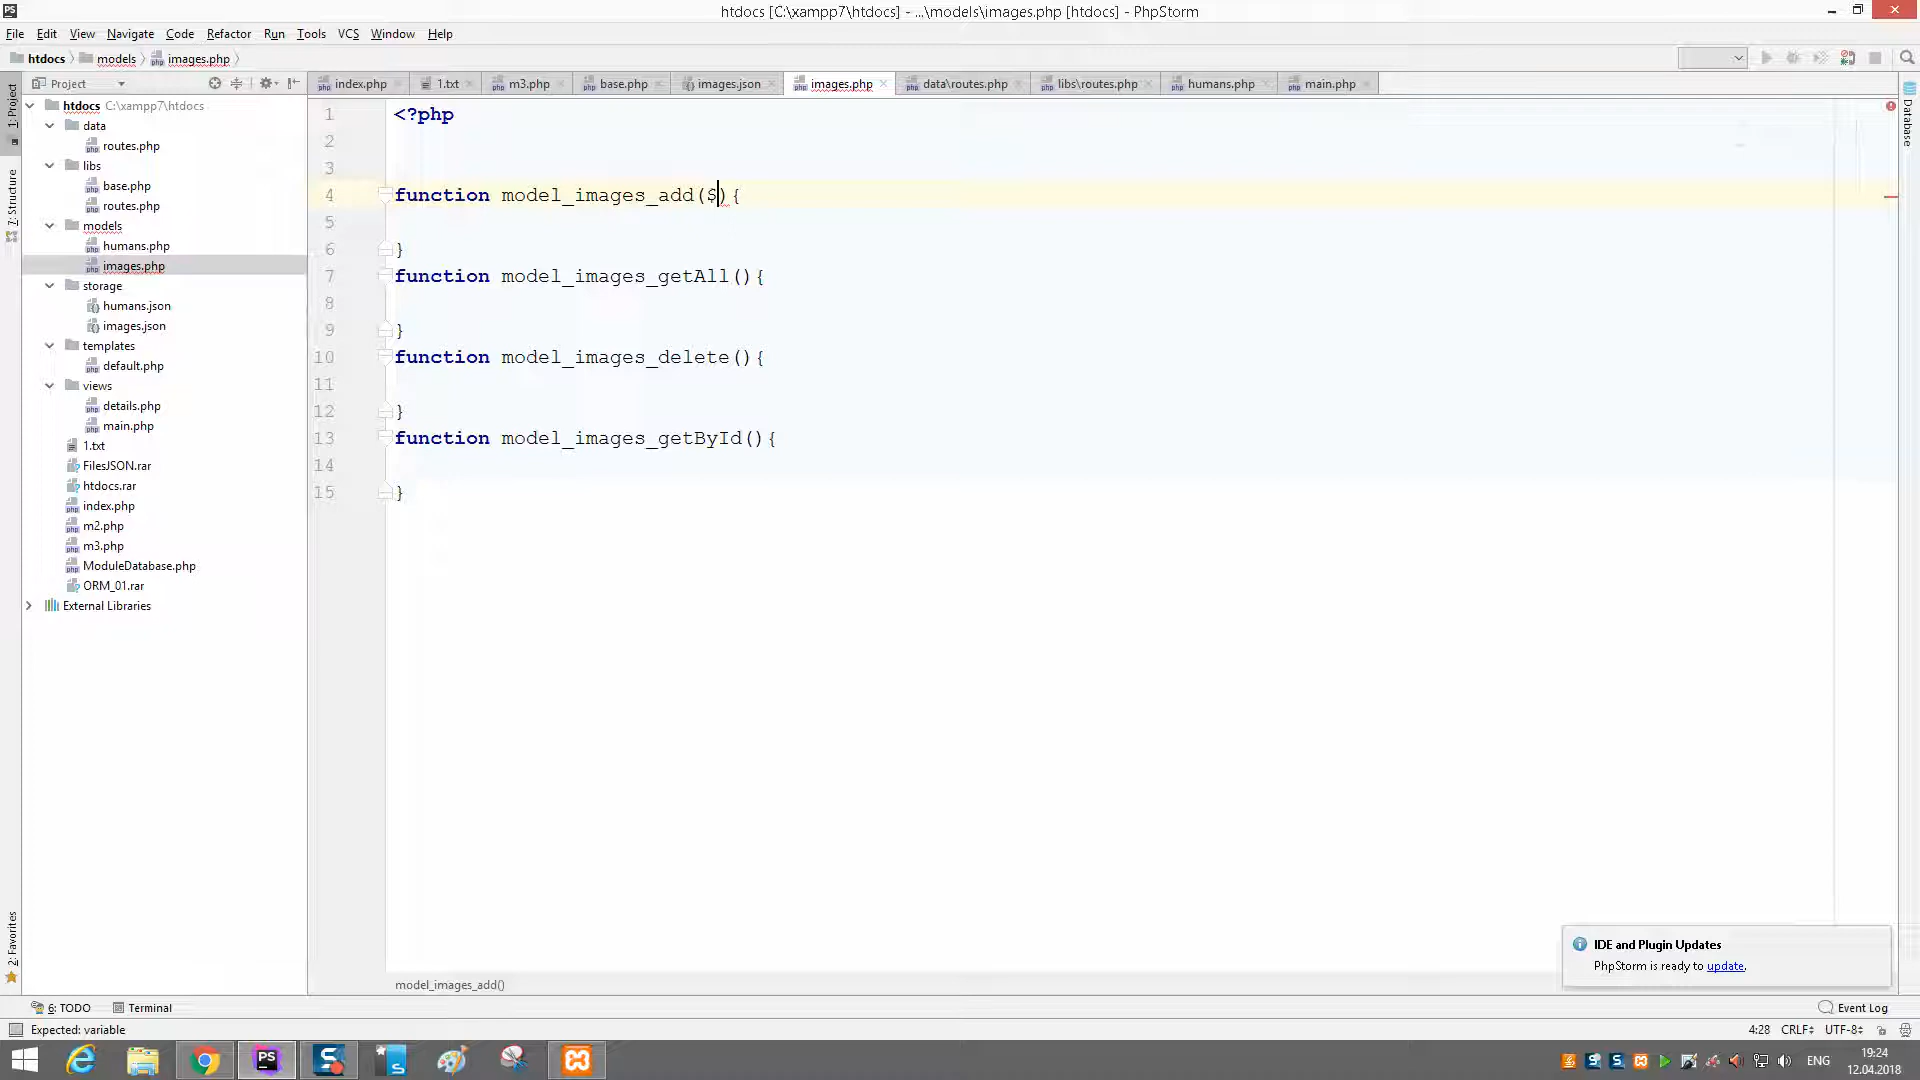 htdocs [C:\xampp7\htdocs] - ...\models\images.php [htdocs] - PhpStorm
File Edit View Navigate Code Refactor Run Tools VCS Window Help
htdocs models images.php
Project
index.php 1.txt m3.php base.php images.json images.php data\routes.php libs\routes.php humans.php main.php
1: Project
7: Structure
2: Favorites
Database
htdocs C:\xampp7\htdocs
data
routes.php
libs
base.php
routes.php
models
humans.php
images.php
storage
humans.json
images.json
templates
default.php
views
details.php
main.php
1.txt
FilesJSON.rar
htdocs.rar
index.php
m2.php
m3.php
ModuleDatabase.php
ORM_01.rar
External Libraries
1 <?php
2
3
4 function model_images_add($){
5
6 }
7 function model_images_getAll(){
8
9 }
10 function model_images_delete(){
11
12 }
13 function model_images_getById(){
14
15 }
IDE and Plugin Updates
PhpStorm is ready to update.
model_images_add()
6: TODO Terminal Event Log
Expected: variable 4:28 CRLF UTF-8
ENG 19:24
12.04.2018